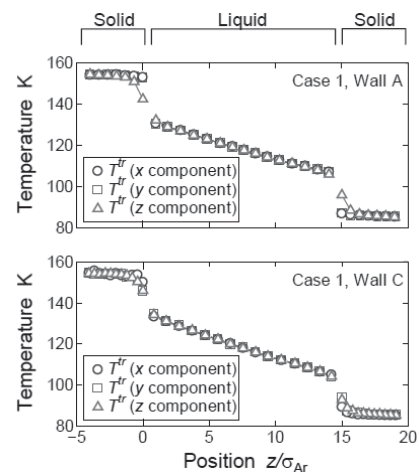 Solid Liquid Solid
160
140
120
100
80
Temperature K
Case 1, Wall A
T^tr (x component)
T^tr (y component)
T^tr (z component)
160
140
120
100
80
Temperature K
Case 1, Wall C
T^tr (x component)
T^tr (y component)
T^tr (z component)
−5 0 5 10 15 20
Position z/σ_Ar